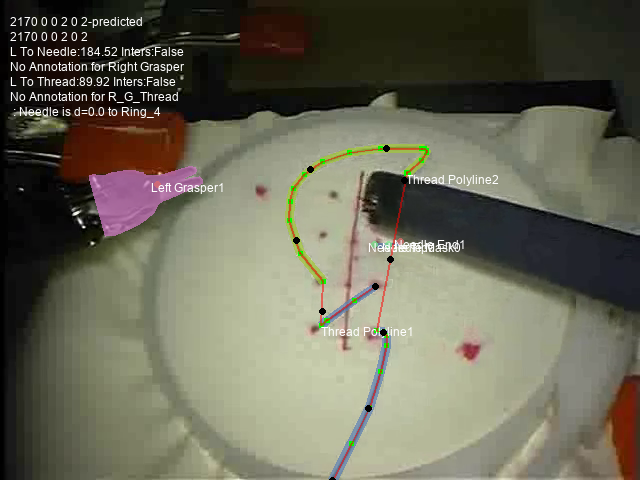 2170 0 0 2 0 2-predicted
2170 0 0 2 0 2
L To Needle:184.52 Inters:False
No Annotation for Right Grasper
L To Thread:89.92 Inters:False
No Annotation for R_G_Thread
: Needle is d=0.0 to Ring_4
Thread Polyline2
Left Grasper1
Needle End1
Thread Polyline1